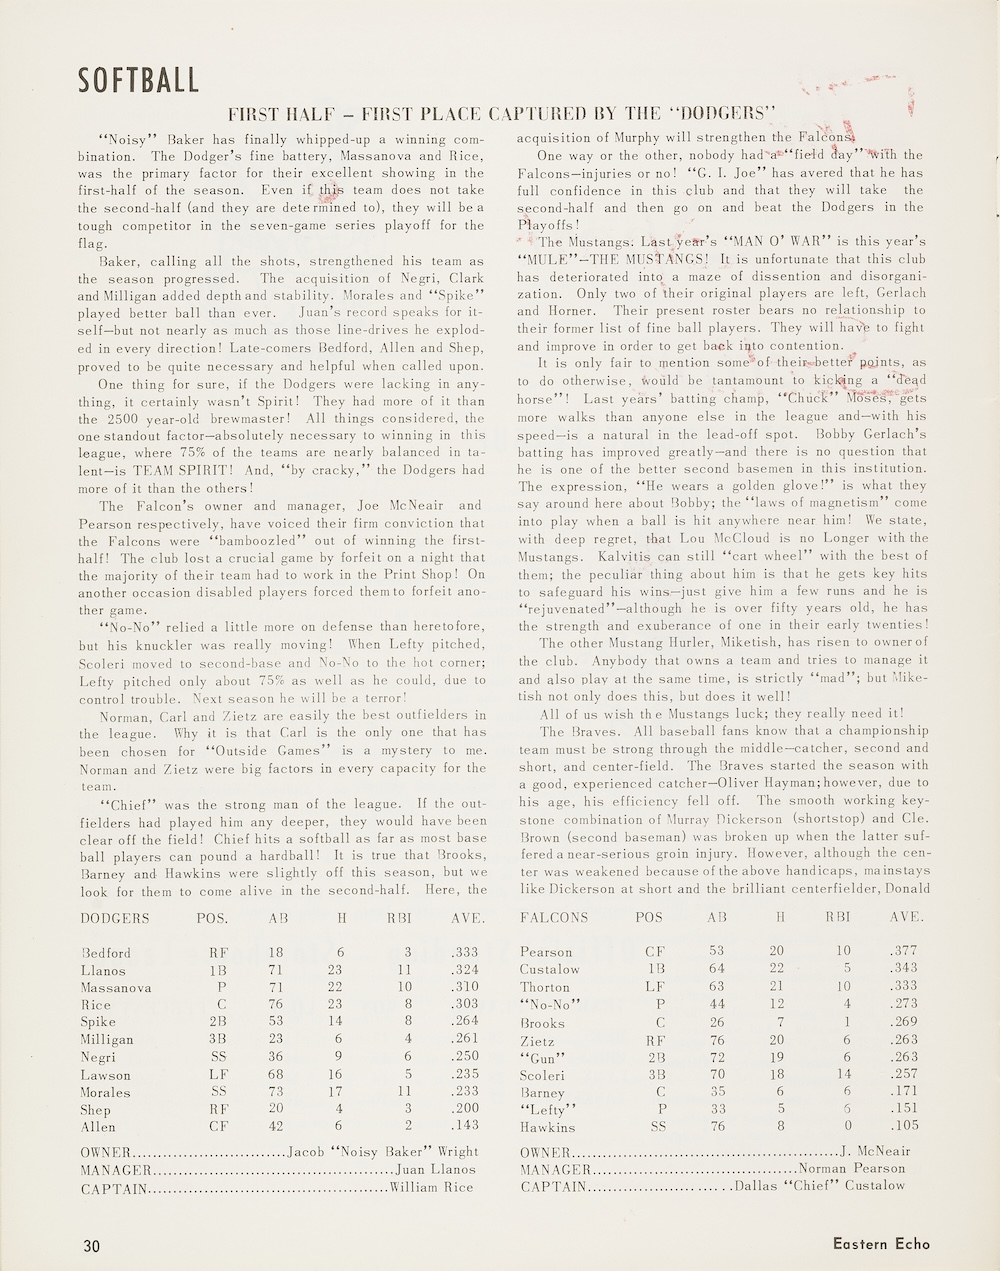 SOFTBALL
FIRST HALF – FIRST PLACE CAPTURED BY THE “DODGERS”
“Noisy” Baker has finally whipped-up a winning com-
bination. The Dodger’s fine battery, Massanova and Rice,
was the primary factor for their excellent showing in the
first-half of the season. Even if this team does not take
the second-half (and they are determined to), they will be a
tough competitor in the seven-game series playoff for the
flag.
Baker, calling all the shots, strengthened his team as
the season progressed. The acquisition of Negri, Clark
and Milligan added depth and stability. Morales and “Spike”
played better ball than ever. Juan’s record speaks for it-
self—but not nearly as much as those line-drives he explod-
ed in every direction! Late-comers Bedford, Allen and Shep,
proved to be quite necessary and helpful when called upon.
One thing for sure, if the Dodgers were lacking in any-
thing, it certainly wasn’t Spirit! They had more of it than
the 2500 year-old brewmaster! All things considered, the
one standout factor—absolutely necessary to winning in this
league, where 75% of the teams are nearly balanced in ta-
lent—is TEAM SPIRIT! And, “by cracky,” the Dodgers had
more of it than the others!
The Falcon’s owner and manager, Joe McNeair and
Pearson respectively, have voiced their firm conviction that
the Falcons were “bamboozled” out of winning the first-
half! The club lost a crucial game by forfeit on a night that
the majority of their team had to work in the Print Shop! On
another occasion disabled players forced them to forfeit ano-
ther game.
“No-No” relied a little more on defense than heretofore,
but his knuckler was really moving! When Lefty pitched,
Scoleri moved to second-base and No-No to the hot corner;
Lefty pitched only about 75% as well as he could, due to
control trouble. Next season he will be a terror!
Norman, Carl and Zietz are easily the best outfielders in
the league. Why it is that Carl is the only one that has
been chosen for “Outside Games” is a mystery to me.
Norman and Zietz were big factors in every capacity for the
team.
“Chief” was the strong man of the league. If the out-
fielders had played him any deeper, they would have been
clear off the field! Chief hits a softball as far as most base
ball players can pound a hardball! It is true that Brooks,
Barney and Hawkins were slightly off this season, but we
look for them to come alive in the second-half. Here, the
acquisition of Murphy will strengthen the Falcons.
One way or the other, nobody had a “field day” with the
Falcons—injuries or no! “G. I. Joe” has averred that he has
full confidence in this club and that they will take the
second-half and then go on and beat the Dodgers in the
Playoffs!
The Mustangs. Last year’s “MAN O’ WAR” is this year’s
“MULE”—THE MUSTANGS! It is unfortunate that this club
has deteriorated into a maze of dissention and disorgani-
zation. Only two of their original players are left, Gerlach
and Horner. Their present roster bears no relationship to
their former list of fine ball players. They will have to fight
and improve in order to get back into contention.
It is only fair to mention some of their better points, as
to do otherwise, would be tantamount to kicking a “dead
horse”! Last years’ batting champ, “Chuck” Moses, gets
more walks than anyone else in the league and—with his
speed—is a natural in the lead-off spot. Bobby Gerlach’s
batting has improved greatly—and there is no question that
he is one of the better second basemen in this institution.
The expression, “He wears a golden glove!” is what they
say around here about Bobby; the “laws of magnetism” come
into play when a ball is hit anywhere near him! We state,
with deep regret, that Lou McCloud is no Longer with the
Mustangs. Kalvitis can still “cart wheel” with the best of
them; the peculiar thing about him is that he gets key hits
to safeguard his wins—just give him a few runs and he is
“rejuvenated”—although he is over fifty years old, he has
the strength and exuberance of one in their early twenties!
The other Mustang Hurler, Miketish, has risen to owner of
the club. Anybody that owns a team and tries to manage it
and also play at the same time, is strictly “mad”; but Mike-
tish not only does this, but does it well!
All of us wish the Mustangs luck; they really need it!
The Braves. All baseball fans know that a championship
team must be strong through the middle—catcher, second and
short, and center-field. The Braves started the season with
a good, experienced catcher—Oliver Hayman; however, due to
his age, his efficiency fell off. The smooth working key-
stone combination of Murray Dickerson (shortstop) and Cle.
Brown (second baseman) was broken up when the latter suf-
fered a near-serious groin injury. However, although the cen-
ter was weakened because of the above handicaps, mainstays
like Dickerson at short and the brilliant centerfielder, Donald
DODGERS POS. AB H RBI AVE.
Bedford RF 18 6 3 .333
Llanos 1B 71 23 11 .324
Massanova P 71 22 10 .310
Rice C 76 23 8 .303
Spike 2B 53 14 8 .264
Milligan 3B 23 6 4 .261
Negri SS 36 9 6 .250
Lawson LF 68 16 5 .235
Morales SS 73 17 11 .233
Shep RF 20 4 3 .200
Allen CF 42 6 2 .143
OWNER..............................Jacob “Noisy Baker” Wright
MANAGER...............................................Juan Llanos
CAPTAIN...............................................William Rice
FALCONS POS AB H RBI AVE.
Pearson CF 53 20 10 .377
Custalow 1B 64 22 5 .343
Thorton LF 63 21 10 .333
“No-No” P 44 12 4 .273
Brooks C 26 7 1 .269
Zietz RF 76 20 6 .263
“Gun” 2B 72 19 6 .263
Scoleri 3B 70 18 14 .257
Barney C 35 6 6 .171
“Lefty” P 33 5 6 .151
Hawkins SS 76 8 0 .105
OWNER....................................................J. McNeair
MANAGER........................................Norman Pearson
CAPTAIN............................Dallas “Chief” Custalow
30
Eastern Echo